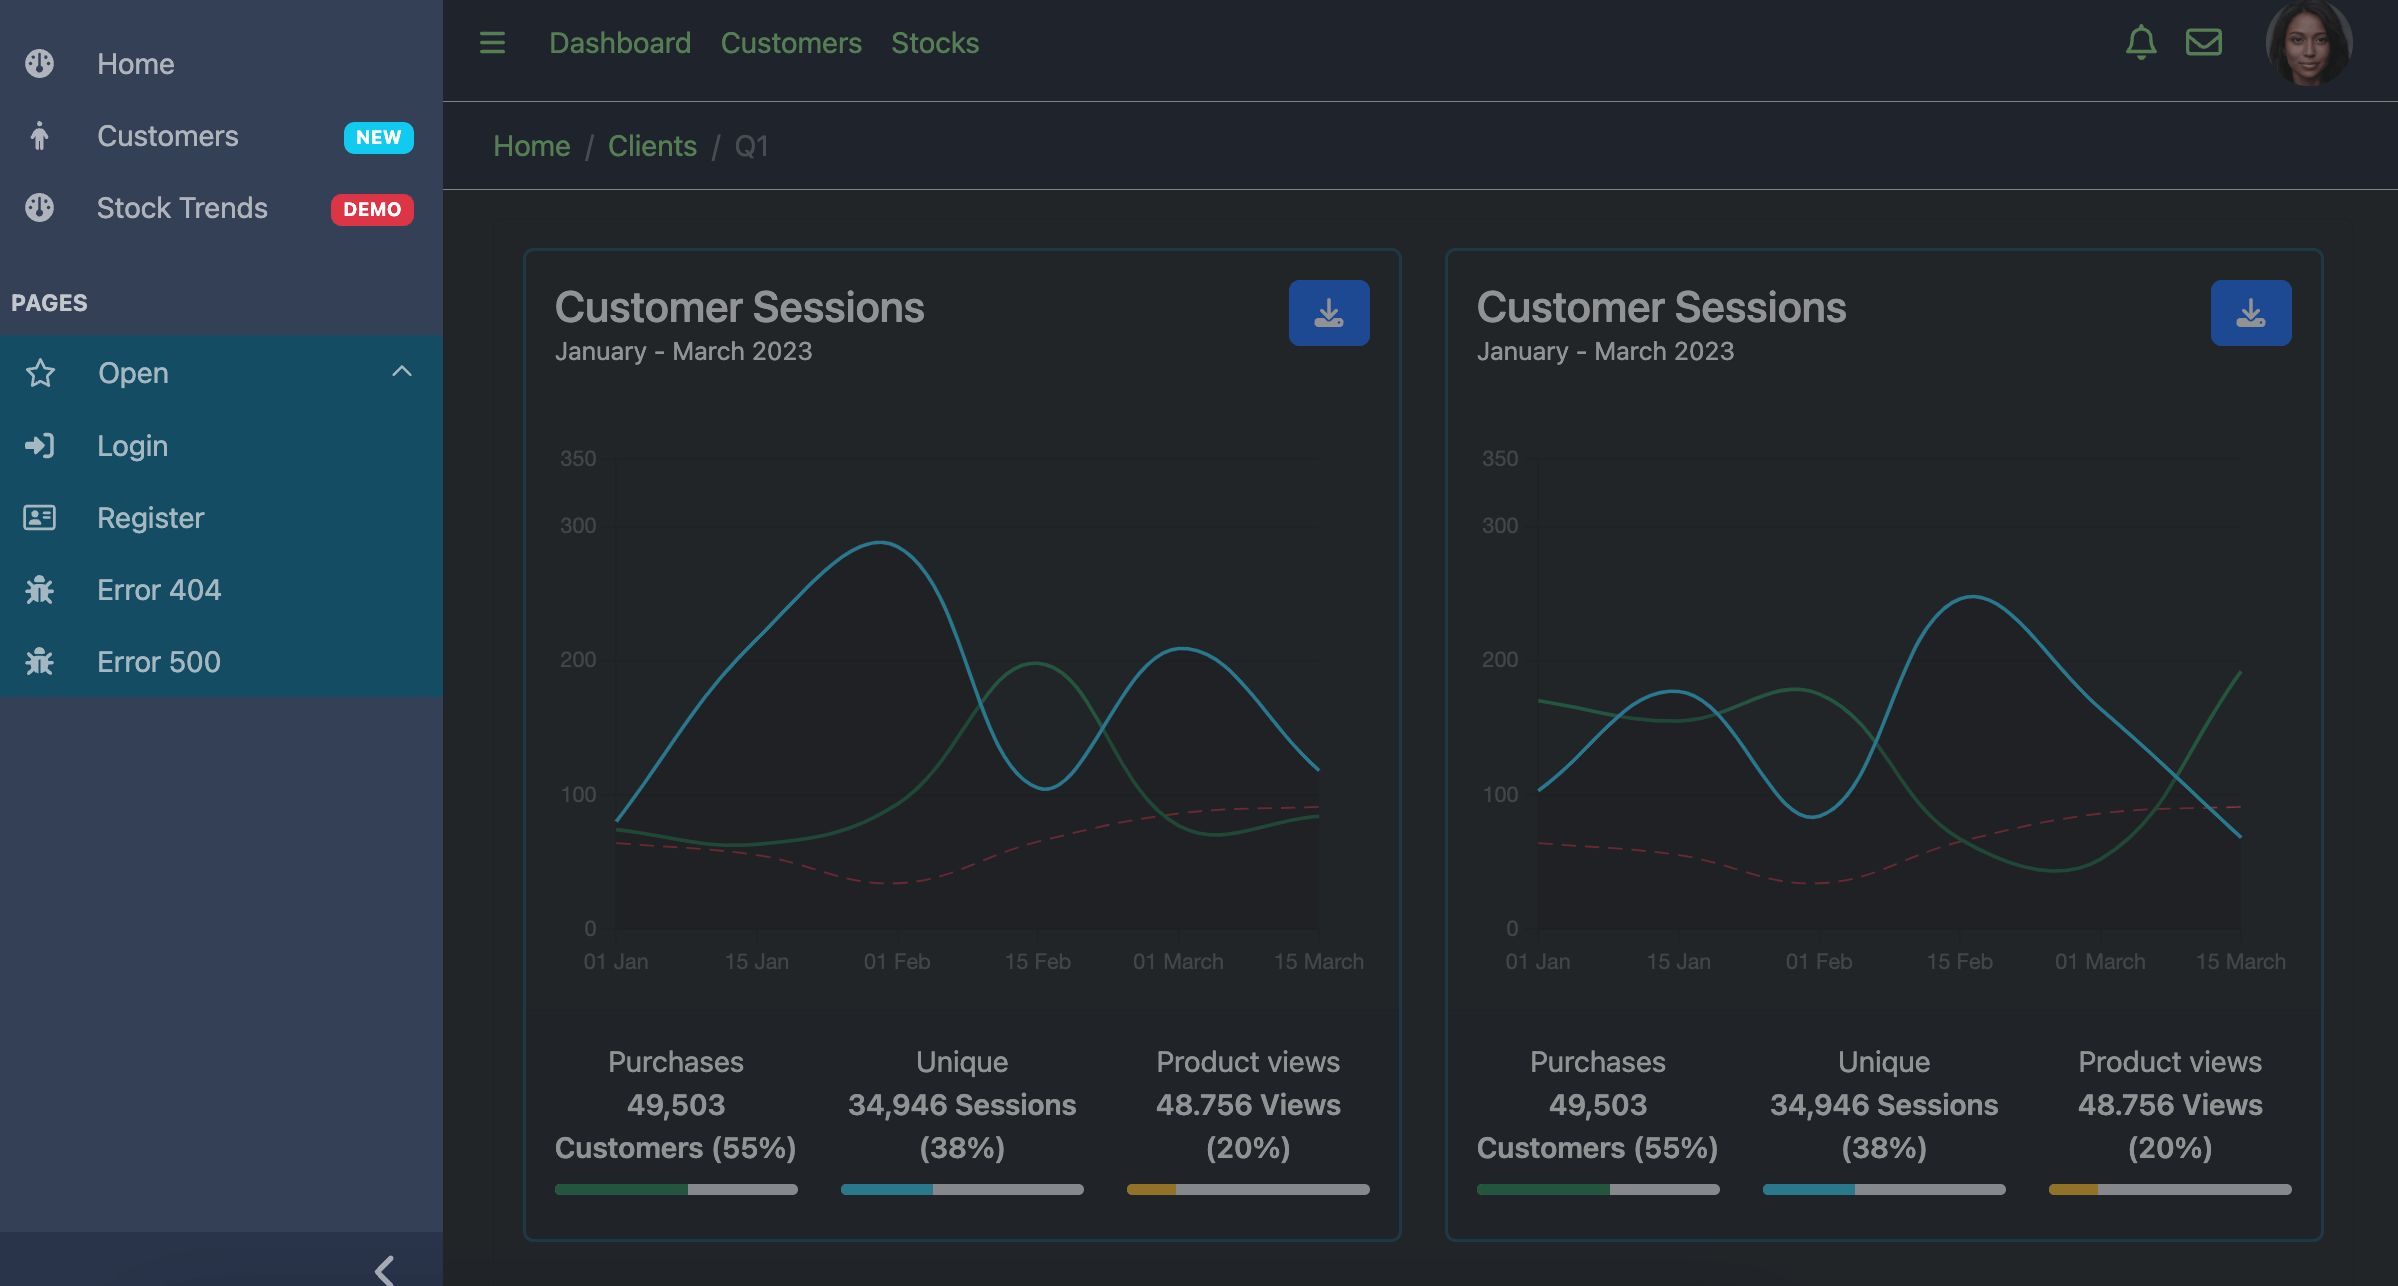 Home
Customers NEW
Stock Trends DEMO
PAGES
Open
Login
Register
Error 404
Error 500
Dashboard Customers Stocks
Home / Clients / Q1
Customer Sessions
January - March 2023
350
300
200
100
0
01 Jan 15 Jan 01 Feb 15 Feb 01 March 15 March
Purchases
49,503
Customers (55%)
Unique
34,946 Sessions
(38%)
Product views
48.756 Views
(20%)
Customer Sessions
January - March 2023
350
300
200
100
0
01 Jan 15 Jan 01 Feb 15 Feb 01 March 15 March
Purchases
49,503
Customers (55%)
Unique
34,946 Sessions
(38%)
Product views
48.756 Views
(20%)